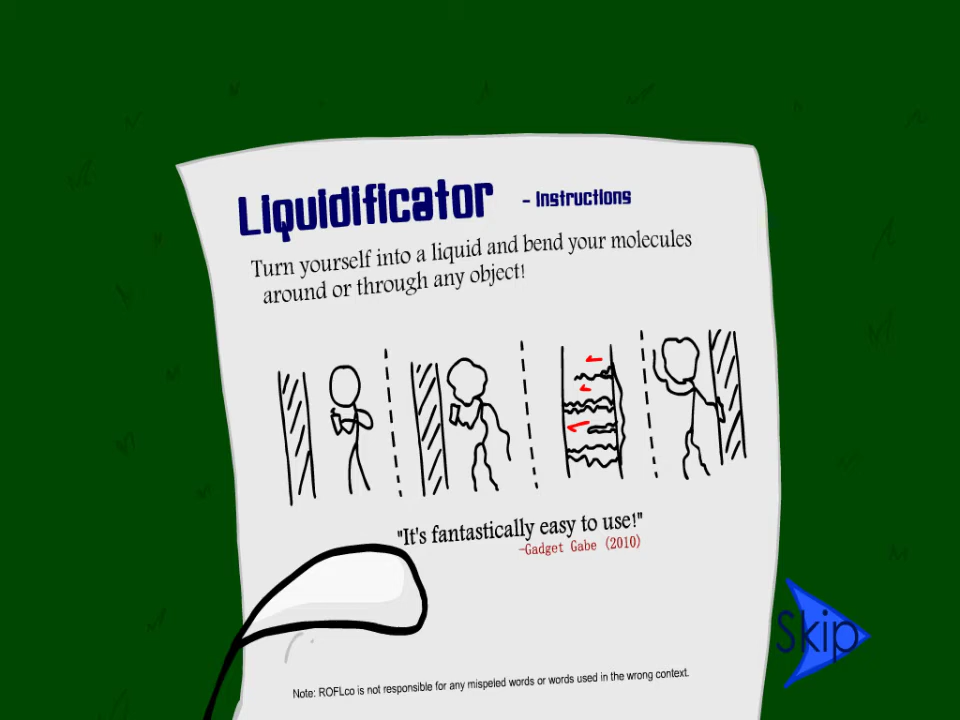 Liquidificator - Instructions
Turn yourself into a liquid and bend your molecules
around or through any object!
"It's fantastically easy to use!"
-Gadget Gabe (2010)
Skip
Note: ROFLco is not responsible for any mispeled words or words used in the wrong context.